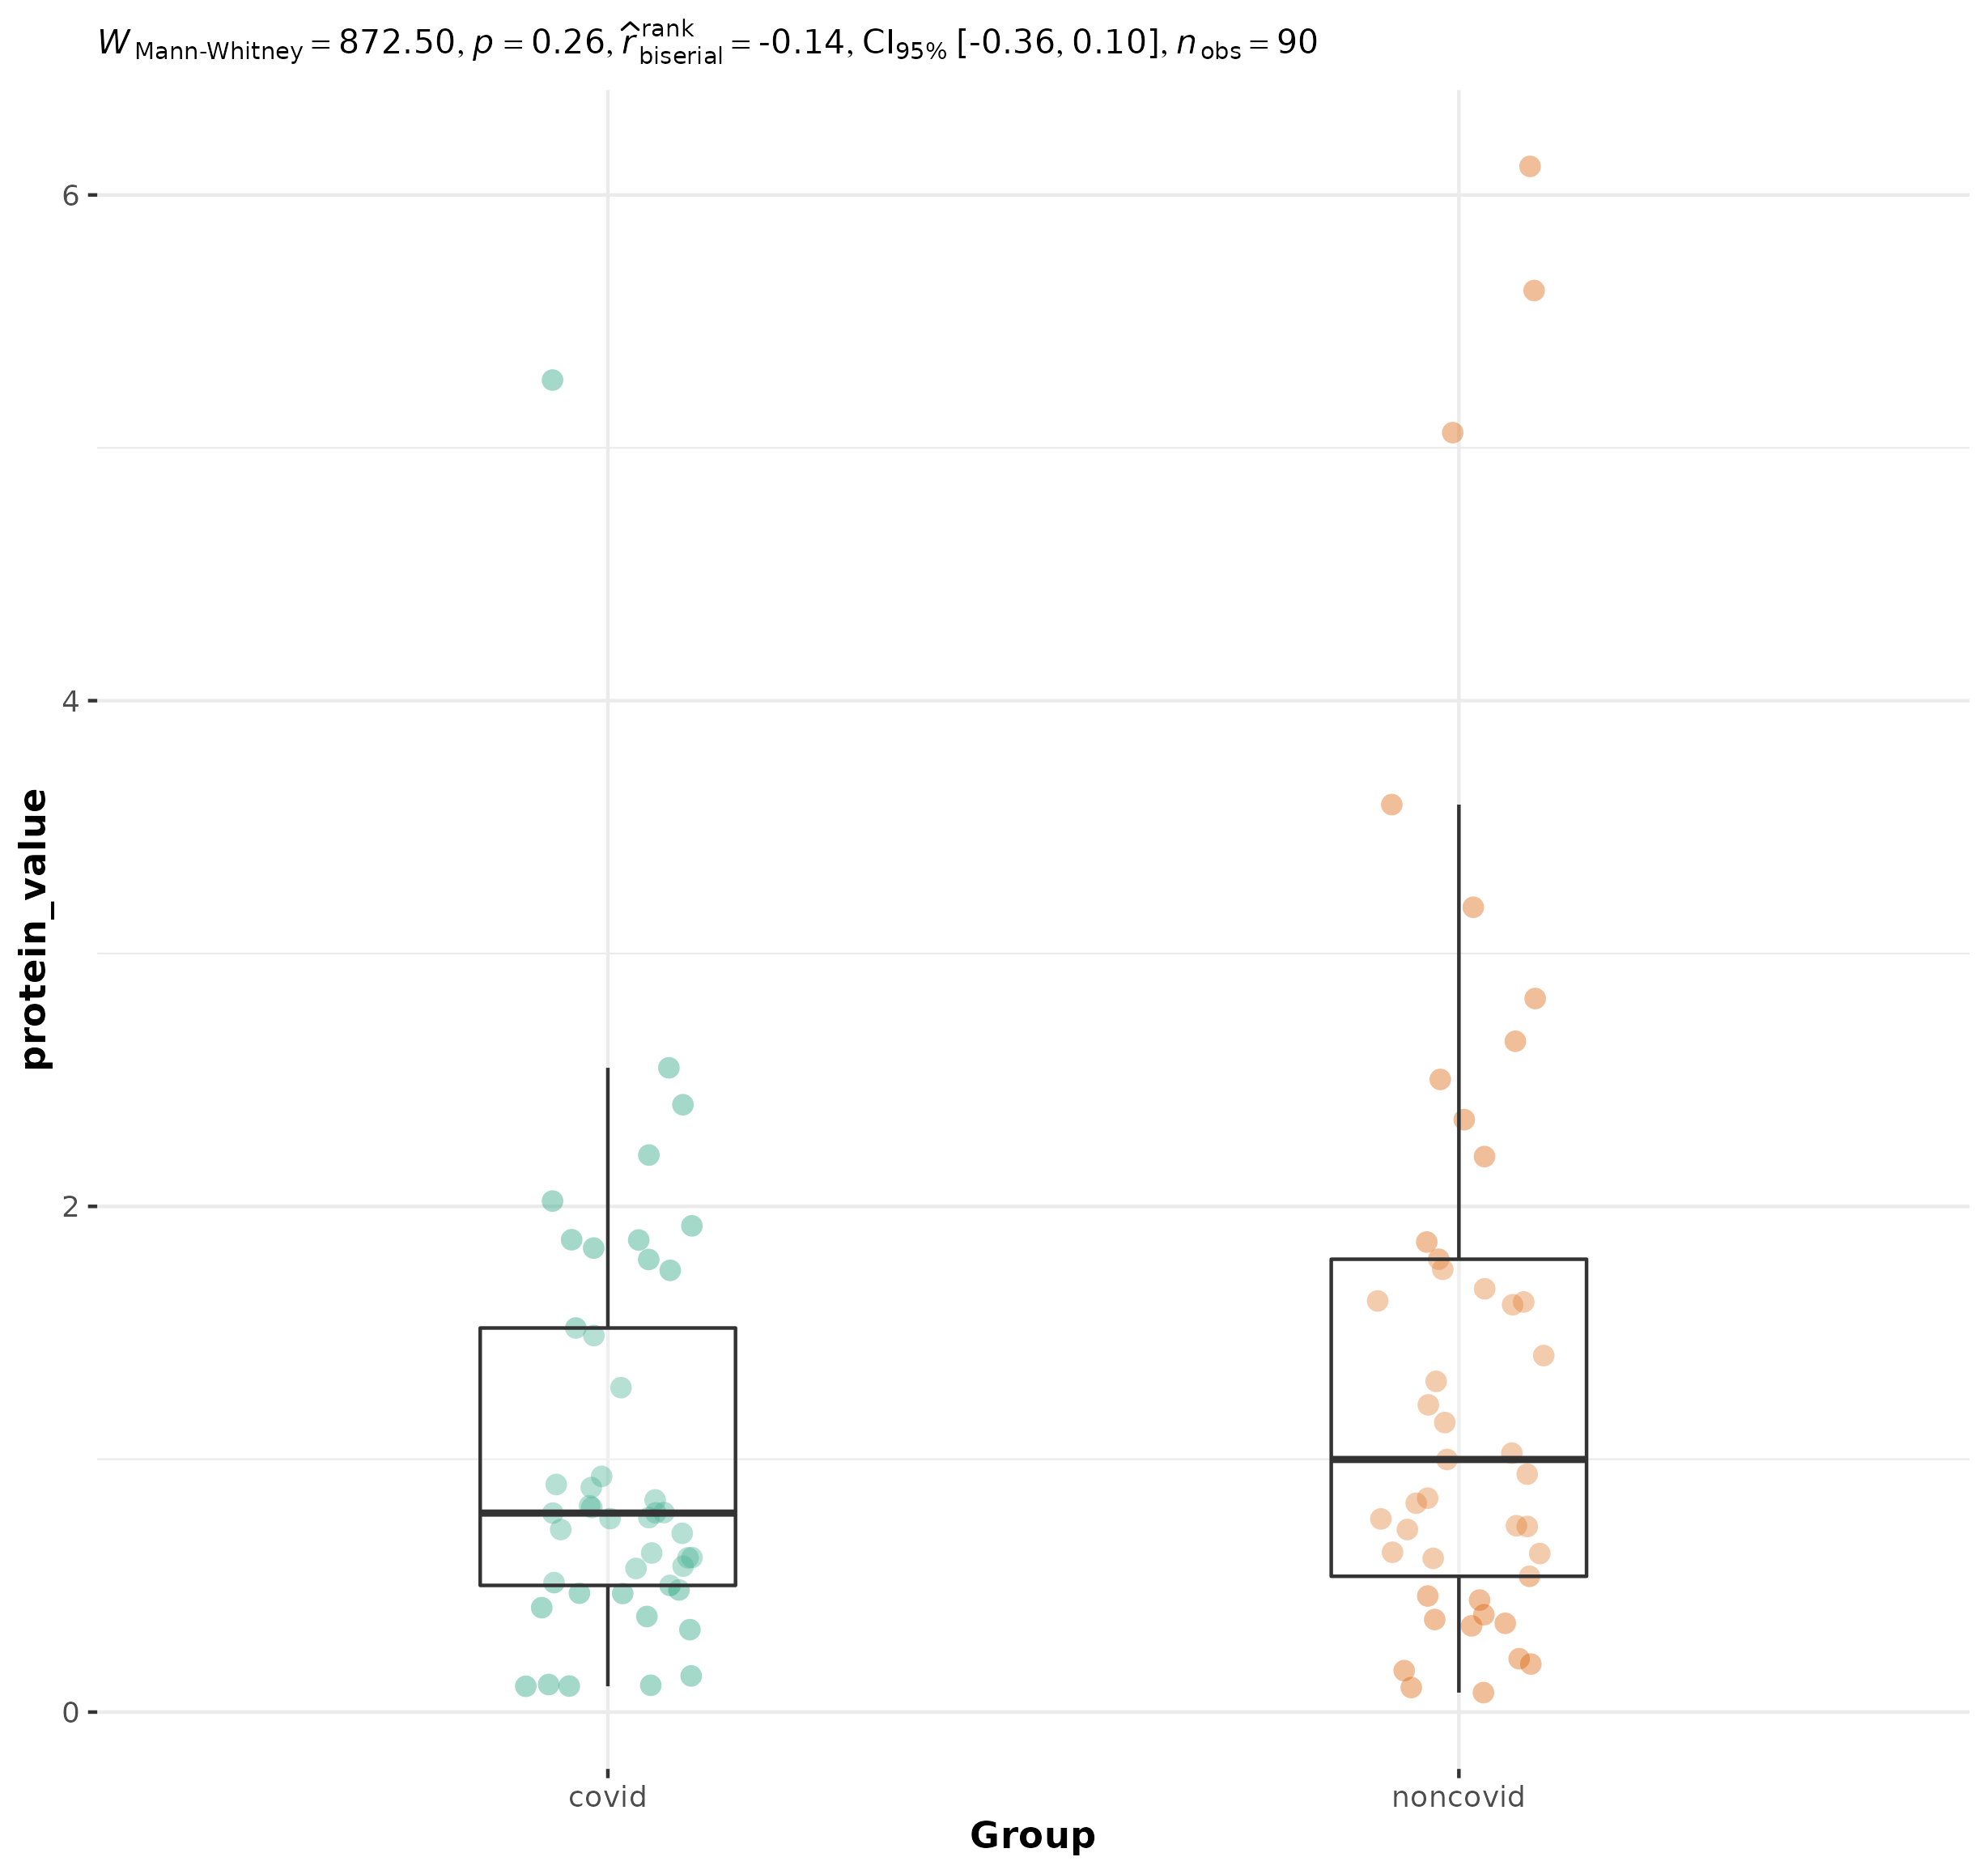 W Mann-Whitney = 872.50, p = 0.26, r̂ rank biserial = -0.14, CI95% [-0.36, 0.10], n obs = 90
6
4
2
0
protein_value
covid noncovid
Group